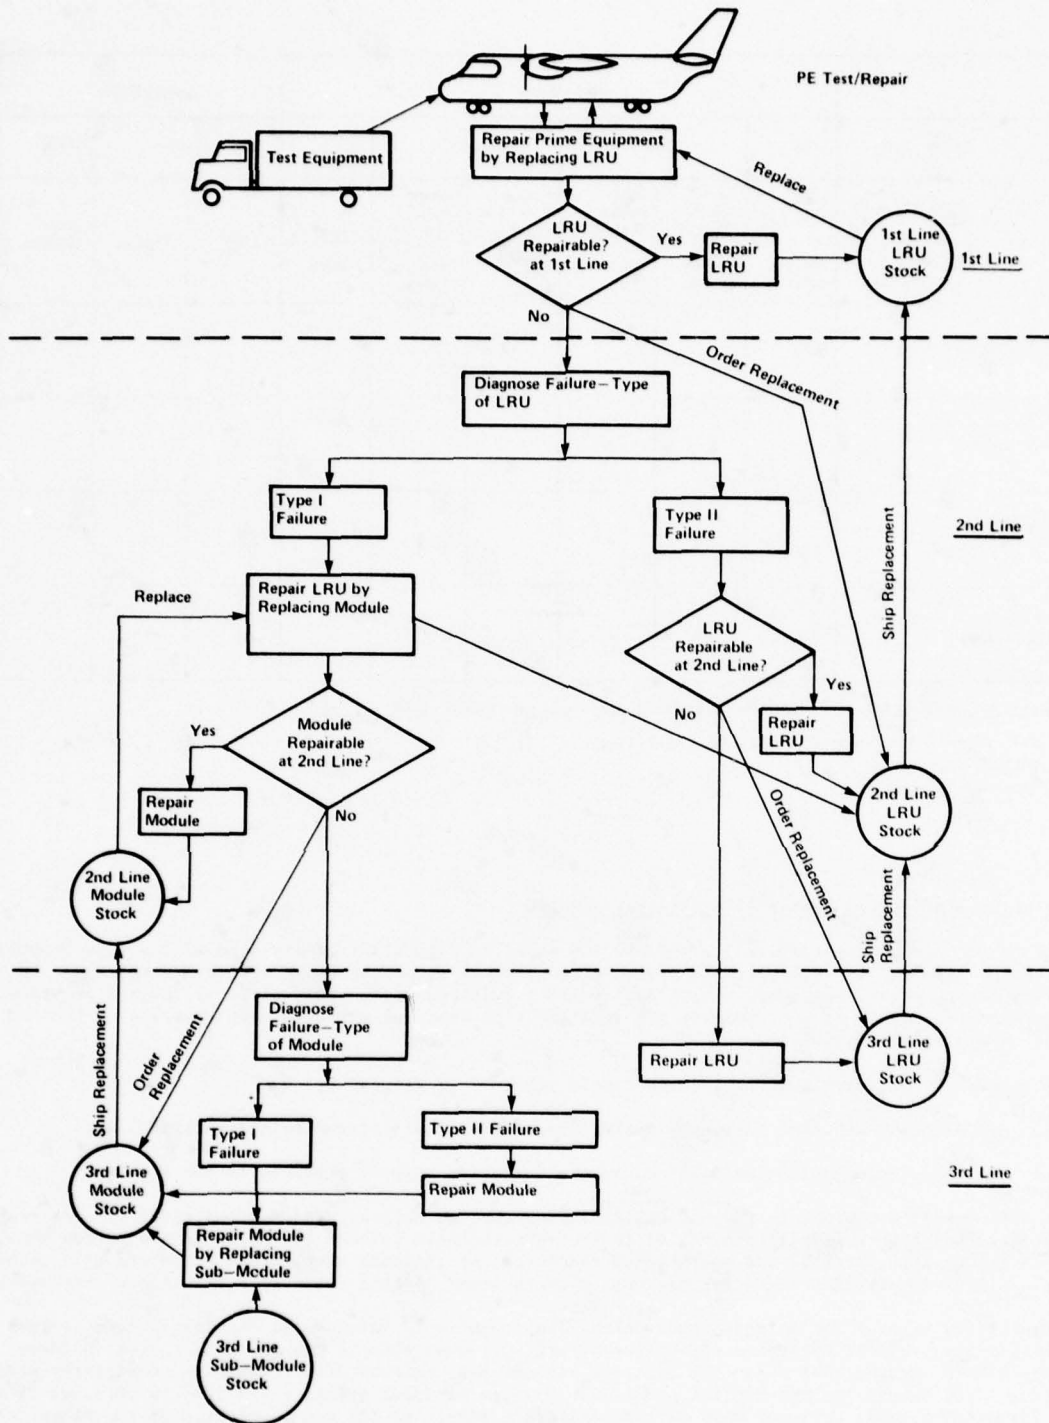 PE Test/Repair
Test Equipment
Repair Prime Equipment
by Replacing LRU
Replace
LRU
Repairable?
at 1st Line
Yes
Repair
LRU
1st Line
LRU
Stock
1st Line
No
Order Replacement
Diagnose Failure–Type
of LRU
Type I
Failure
Type II
Failure
Ship Replacement
2nd Line
Replace
Repair LRU by
Replacing Module
LRU
Repairable
at 2nd Line?
Yes
No
Repair
LRU
Module
Repairable
at 2nd Line?
Yes
No
Repair
Module
2nd Line
LRU
Stock
Order Replacement
2nd Line
Module
Stock
Ship
Replacement
Diagnose
Failure–Type
of Module
Ship Replacement
Order
Replacement
Repair LRU
3rd Line
LRU
Stock
Type I
Failure
Type II Failure
3rd Line
Module
Stock
Repair Module
3rd Line
Repair Module
by Replacing
Sub–Module
3rd Line
Sub–Module
Stock